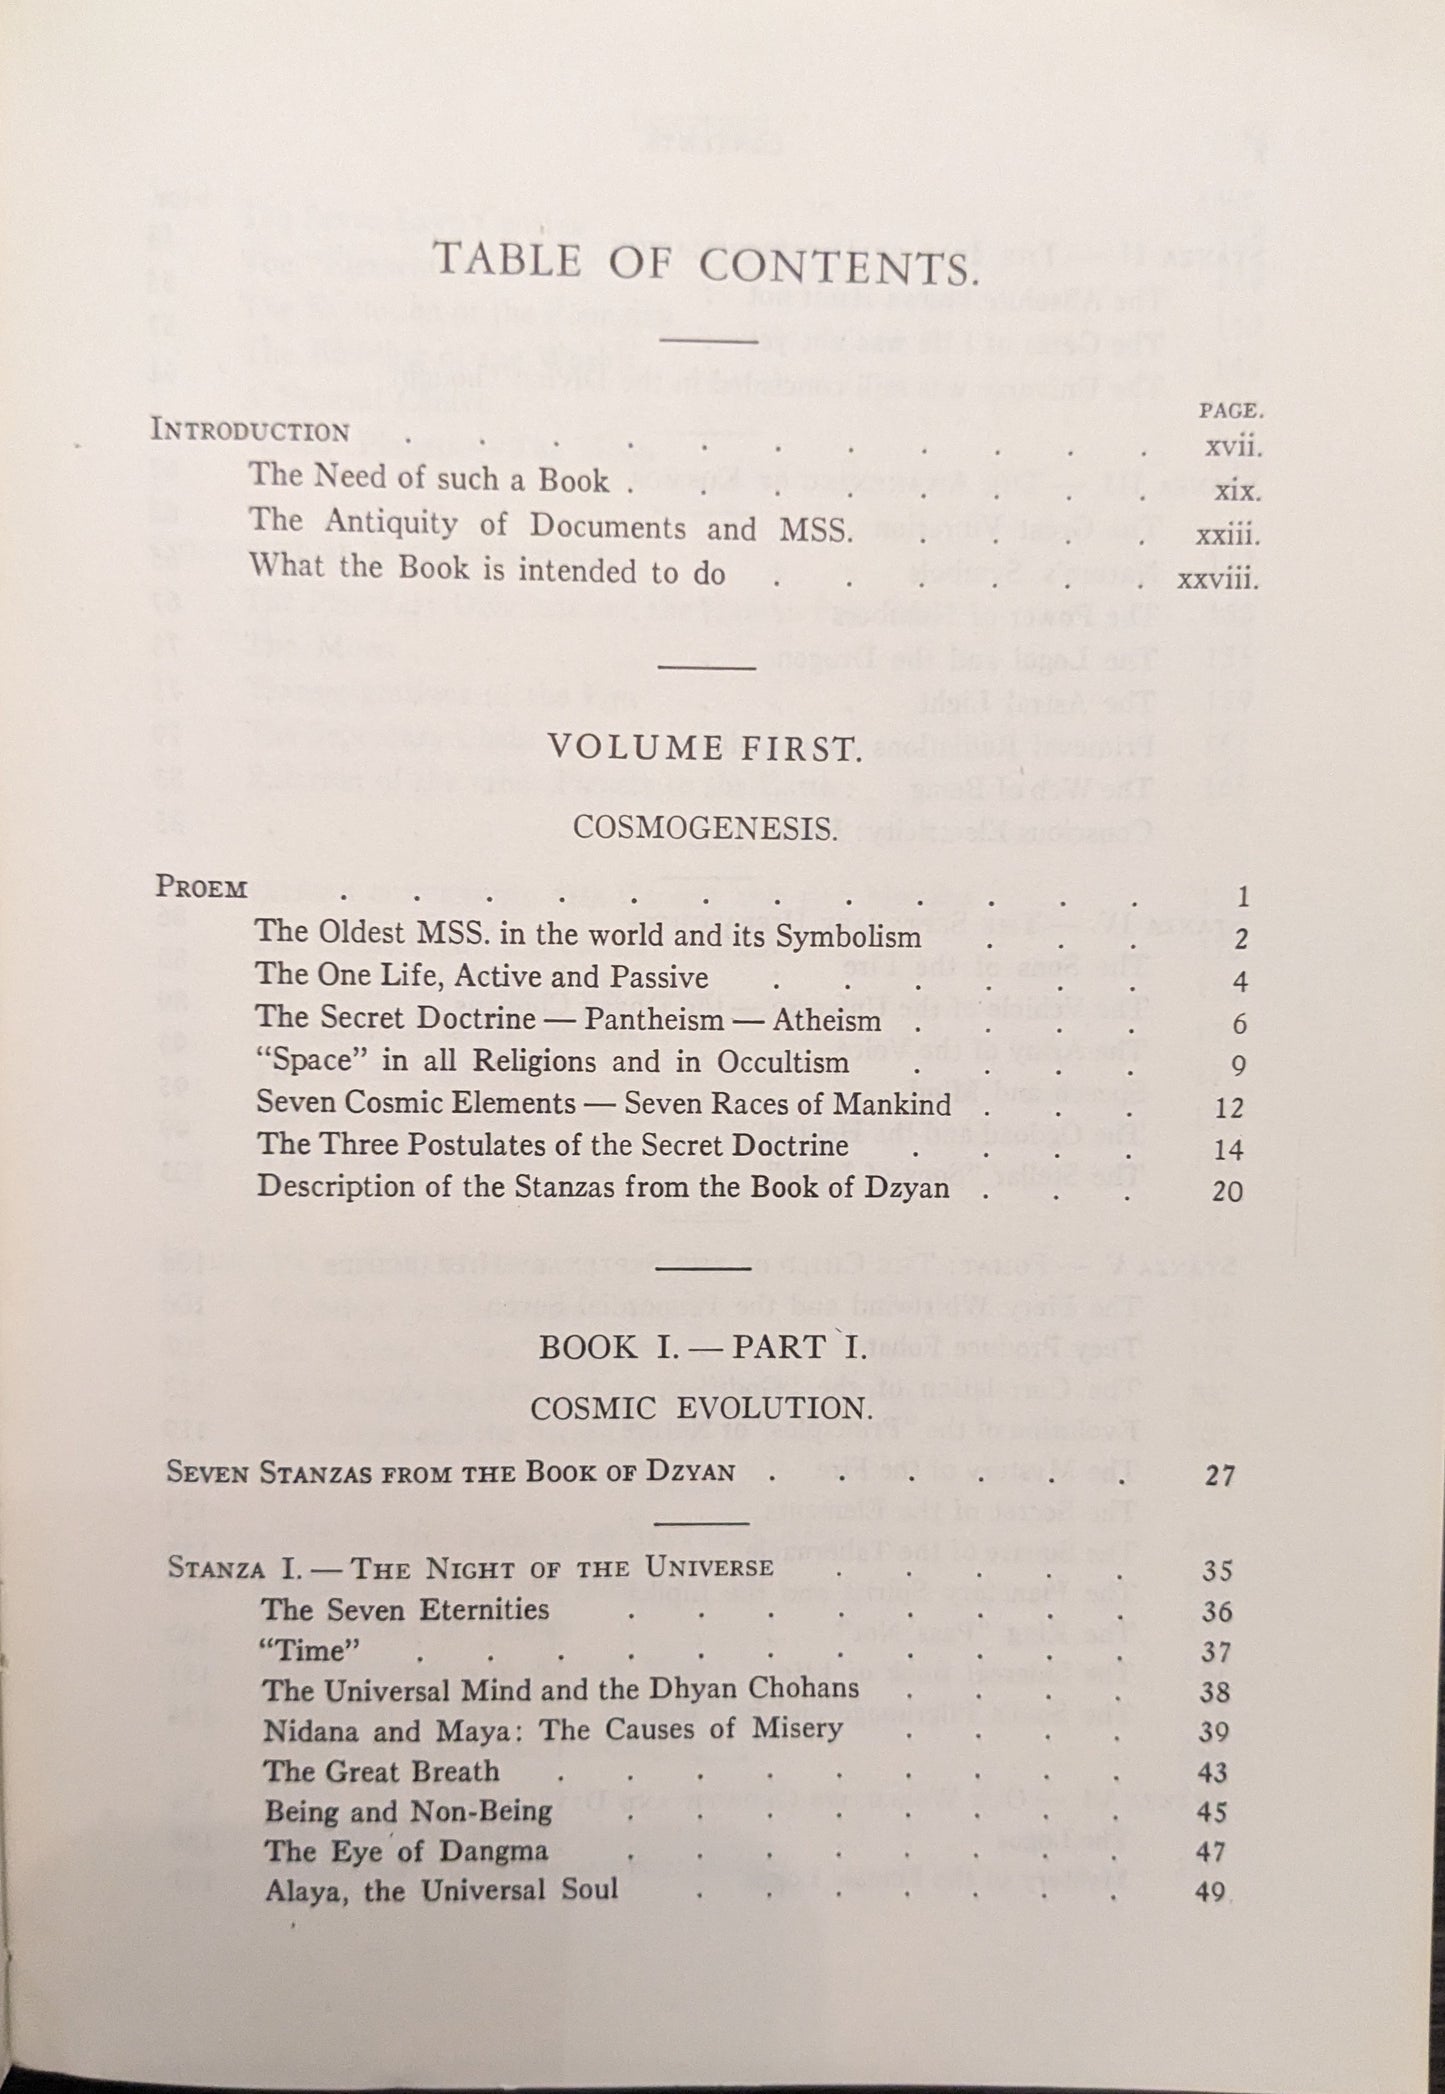 TABLE OF CONTENTS.
PAGE.
INTRODUCTION . . . . . . . . . . . xvii.
The Need of such a Book . . . . . . . . xix.
The Antiquity of Documents and MSS. . . . . xxiii.
What the Book is intended to do . . . . . . xxviii.
VOLUME FIRST.
COSMOGENESIS.
PROEM . . . . . . . . . . . . 1
The Oldest MSS. in the world and its Symbolism . . . 2
The One Life, Active and Passive . . . . . . 4
The Secret Doctrine — Pantheism — Atheism . . . . 6
“Space” in all Religions and in Occultism . . . . 9
Seven Cosmic Elements — Seven Races of Mankind . . . 12
The Three Postulates of the Secret Doctrine . . . . 14
Description of the Stanzas from the Book of Dzyan . . . 20
BOOK I. — PART I.
COSMIC EVOLUTION.
SEVEN STANZAS FROM THE BOOK OF DZYAN . . . . . . 27
STANZA I. — THE NIGHT OF THE UNIVERSE . . . . . 35
The Seven Eternities . . . . . . . . 36
“Time” . . . . . . . . . . . 37
The Universal Mind and the Dhyan Chohans . . . . 38
Nidana and Maya: The Causes of Misery . . . . 39
The Great Breath . . . . . . . . . 43
Being and Non-Being . . . . . . . . 45
The Eye of Dangma . . . . . . . . 47
Alaya, the Universal Soul . . . . . . . 49